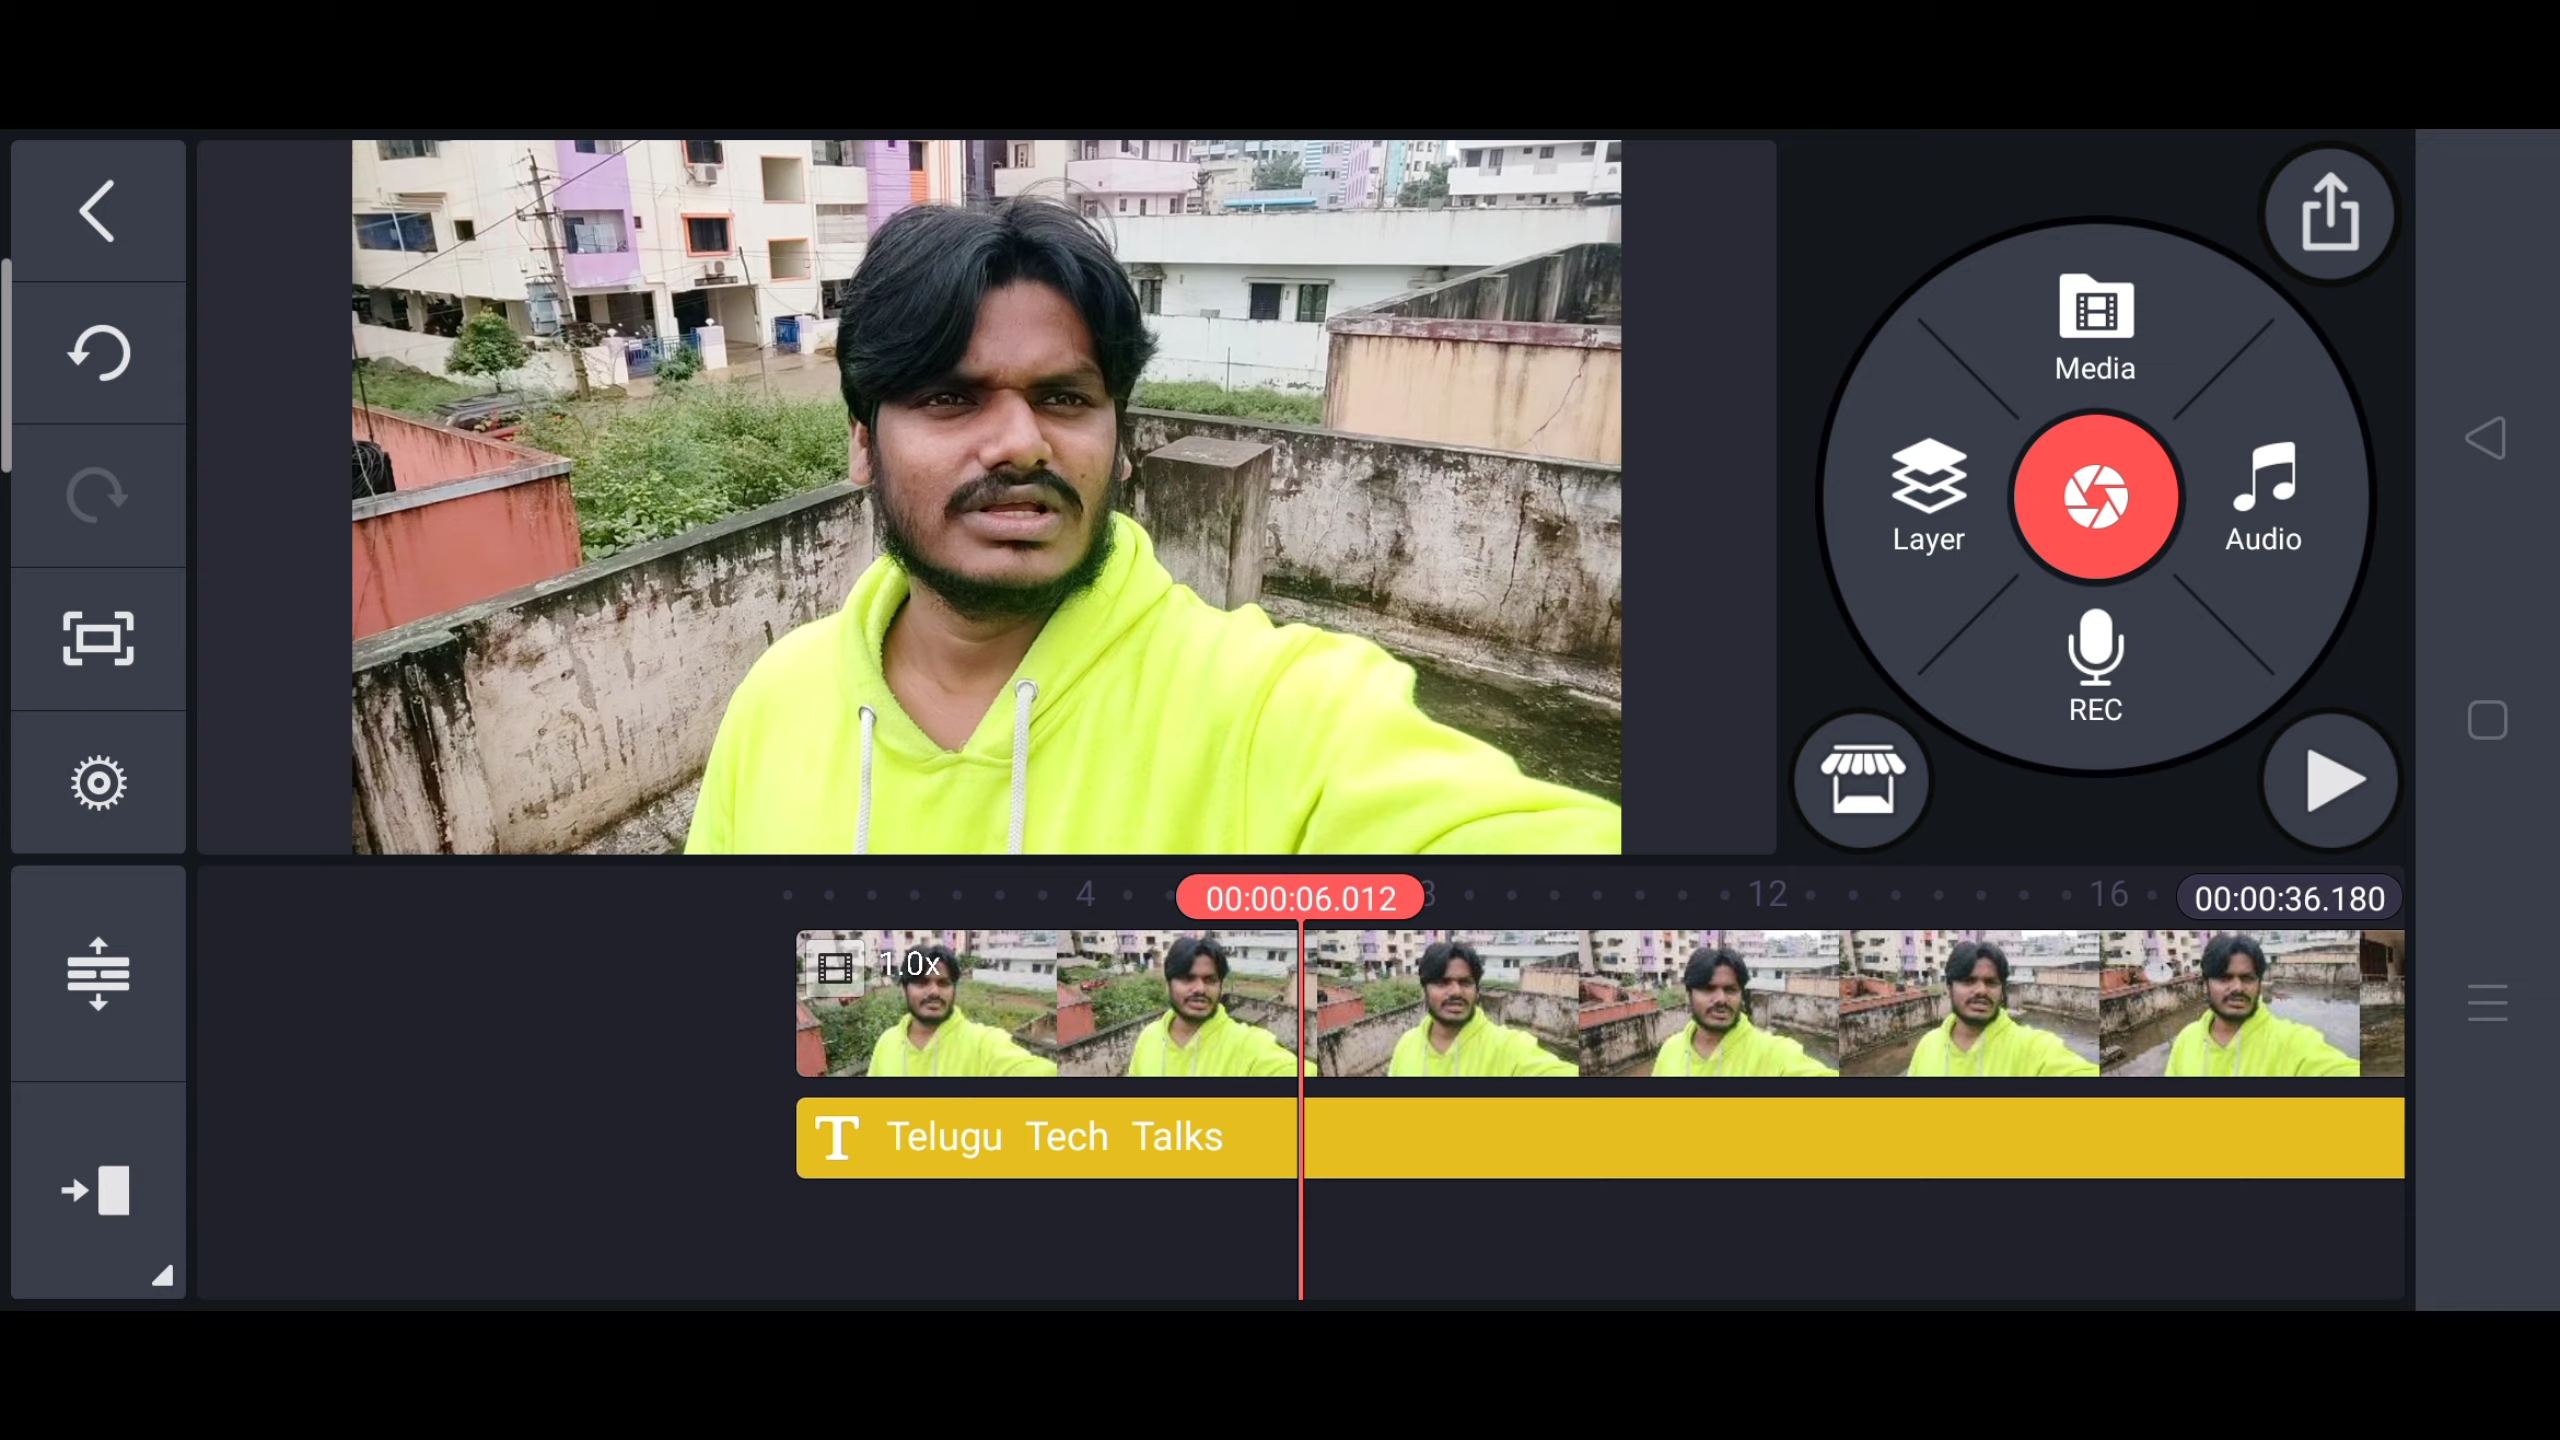 Media
Layer
Audio
REC
4
00:00:06.012
12
16
00:00:36.180
1.0x
T Telugu Tech Talks